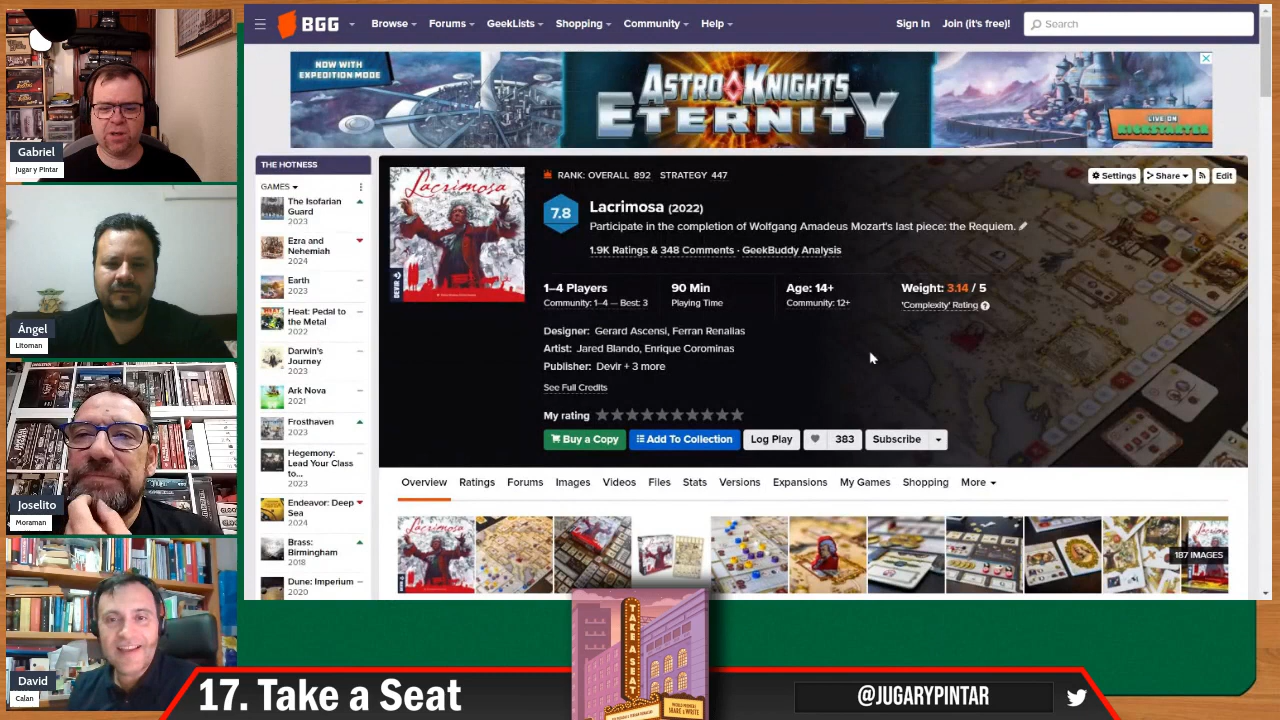 BGG
Browse
Forums
GeekLists
Shopping
Community
Help
Sign In
Join (it's free!)
Search
NOW WITH
EXPEDITION MODE
ASTRO KNIGHTS
ETERNITY
LIVE ON
KICKSTARTER
Gabriel
Jugar y Pintar
Ángel
Litoman
Joselito
Moraman
David
Calan
THE HOTNESS
GAMES
The Isofarian
Guard
2023
Ezra and
Nehemiah
2024
Earth
2023
Heat: Pedal to
the Metal
2022
Darwin's
Journey
2023
Ark Nova
2021
Frosthaven
2023
Hegemony:
Lead Your Class
to...
2023
Endeavor: Deep
Sea
2024
Brass:
Birmingham
2018
Dune: Imperium
2020
Lacrimosa
DEVIR
RANK: OVERALL 892 STRATEGY 447
Settings
Share
Edit
7.8
Lacrimosa (2022)
Participate in the completion of Wolfgang Amadeus Mozart's last piece: the Requiem.
1.9K Ratings & 348 Comments · GeekBuddy Analysis
1–4 Players
Community: 1–4 — Best: 3
90 Min
Playing Time
Age: 14+
Community: 12+
Weight: 3.14 / 5
'Complexity' Rating
Designer: Gerard Ascensi, Ferran Renalias
Artist: Jared Blando, Enrique Corominas
Publisher: Devir + 3 more
See Full Credits
My rating
Buy a Copy
Add To Collection
Log Play
383
Subscribe
Overview
Ratings
Forums
Images
Videos
Files
Stats
Versions
Expansions
My Games
Shopping
More
Lacrimosa
187 IMAGES
17. Take a Seat
TAKE A SEAT
@JUGARYPINTAR